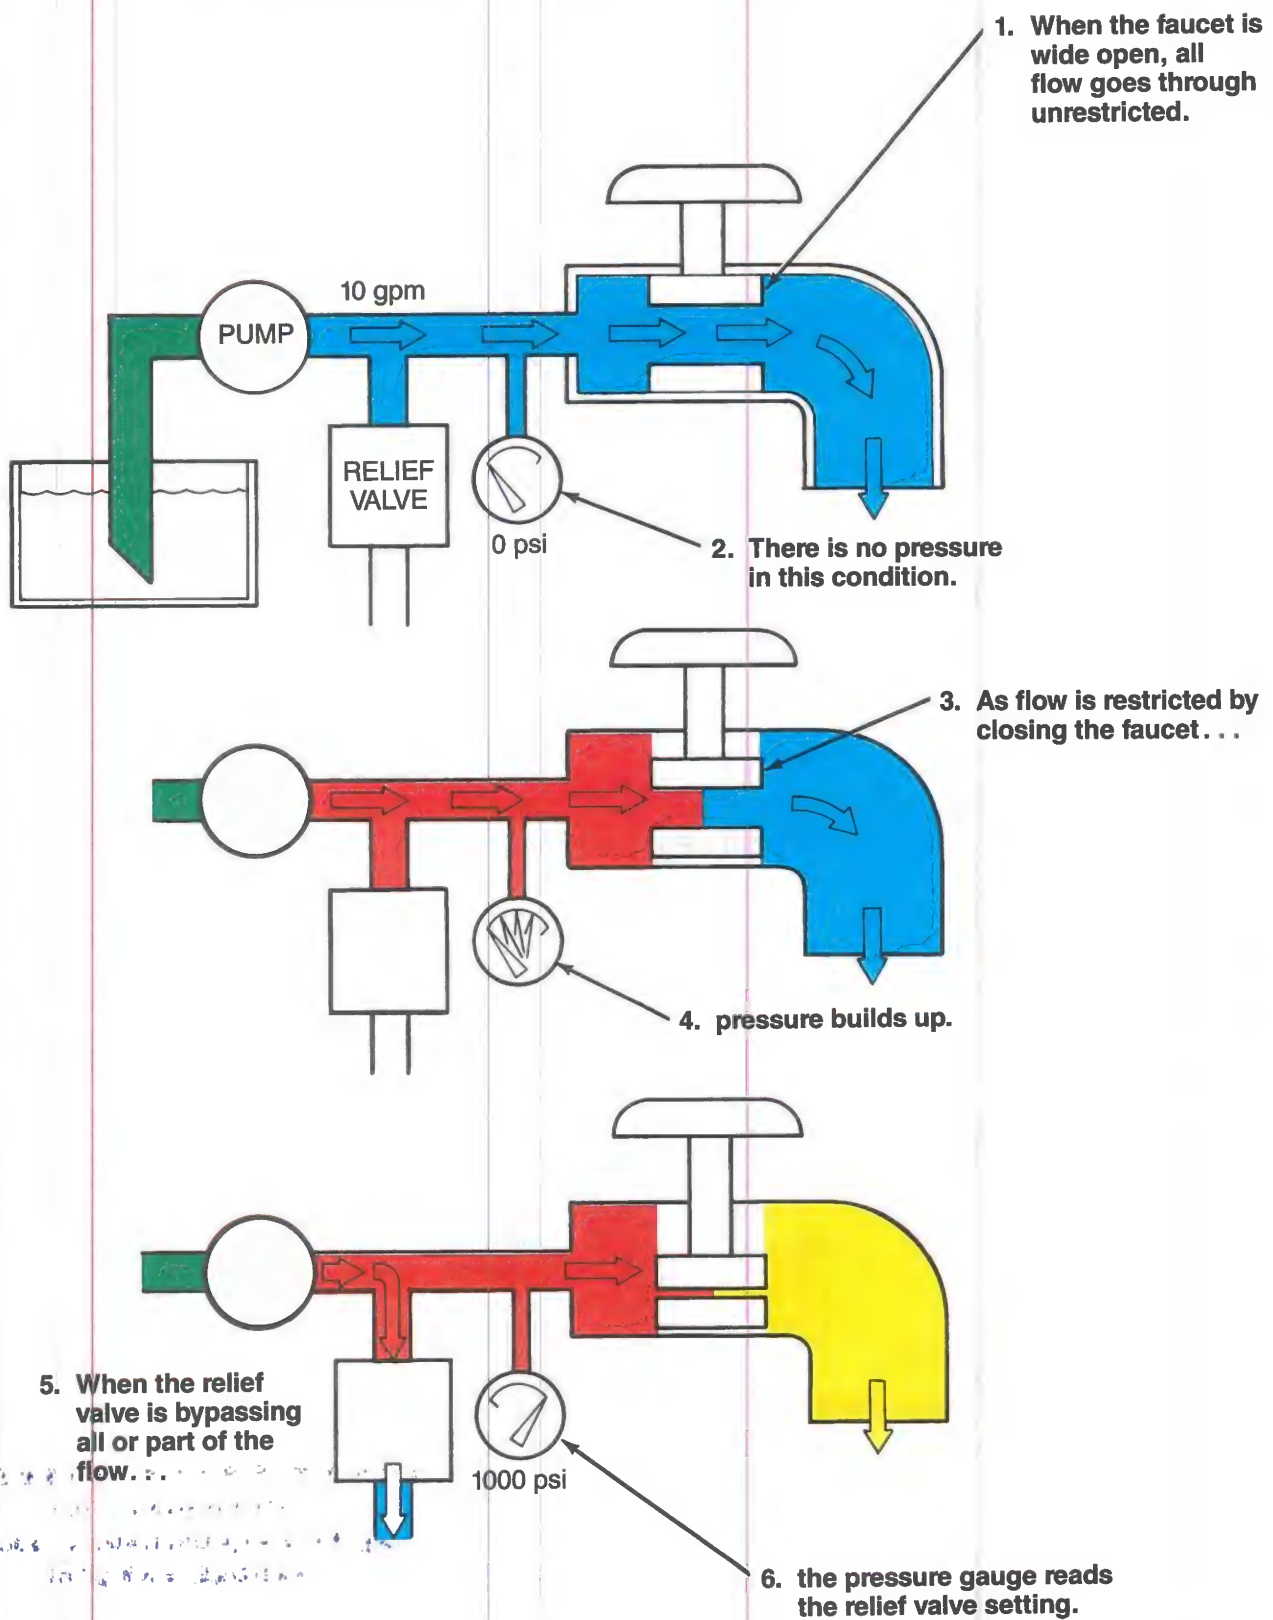 1. When the faucet is
wide open, all
flow goes through
unrestricted.
10 gpm
PUMP
RELIEF
VALVE
0 psi
2. There is no pressure
in this condition.
3. As flow is restricted by
closing the faucet...
4. pressure builds up.
5. When the relief
valve is bypassing
all or part of the
flow...
1000 psi
6. the pressure gauge reads
the relief valve setting.